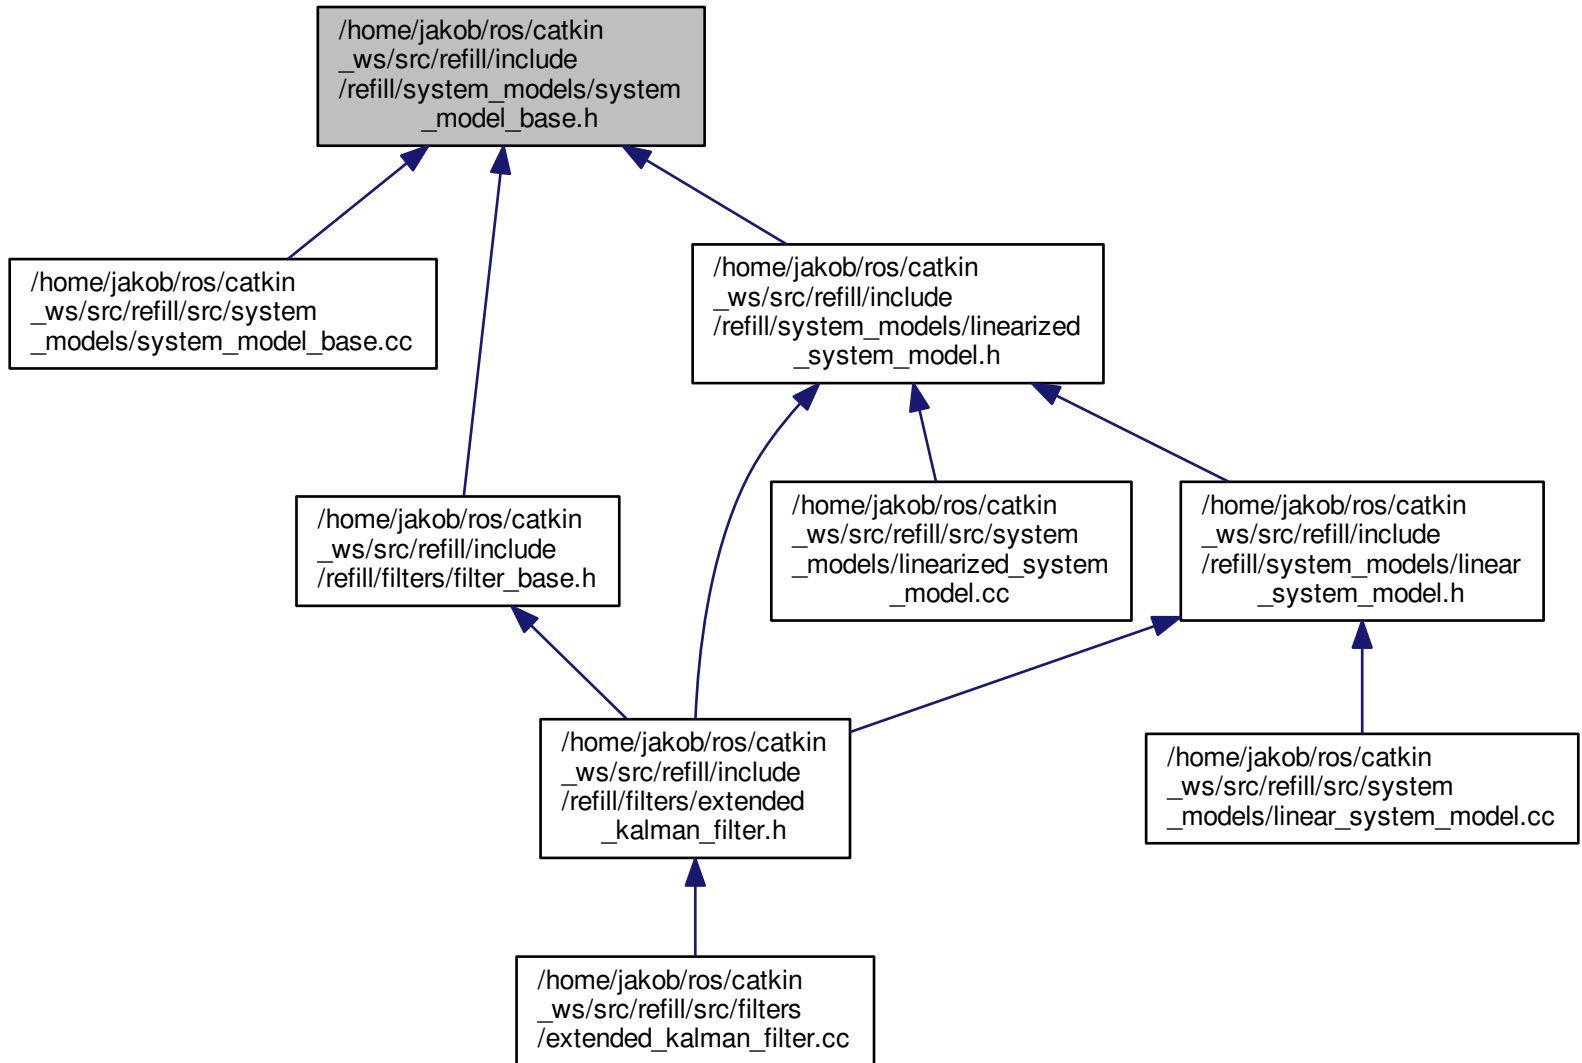 /home/jakob/ros/catkin
_ws/src/refill/include
/refill/system_models/system
_model_base.h
/home/jakob/ros/catkin
_ws/src/refill/src/system
_models/system_model_base.cc
/home/jakob/ros/catkin
_ws/src/refill/include
/refill/system_models/linearized
_system_model.h
/home/jakob/ros/catkin
_ws/src/refill/include
/refill/filters/filter_base.h
/home/jakob/ros/catkin
_ws/src/refill/src/system
_models/linearized_system
_model.cc
/home/jakob/ros/catkin
_ws/src/refill/include
/refill/system_models/linear
_system_model.h
/home/jakob/ros/catkin
_ws/src/refill/include
/refill/filters/extended
_kalman_filter.h
/home/jakob/ros/catkin
_ws/src/refill/src/system
_models/linear_system_model.cc
/home/jakob/ros/catkin
_ws/src/refill/src/filters
/extended_kalman_filter.cc